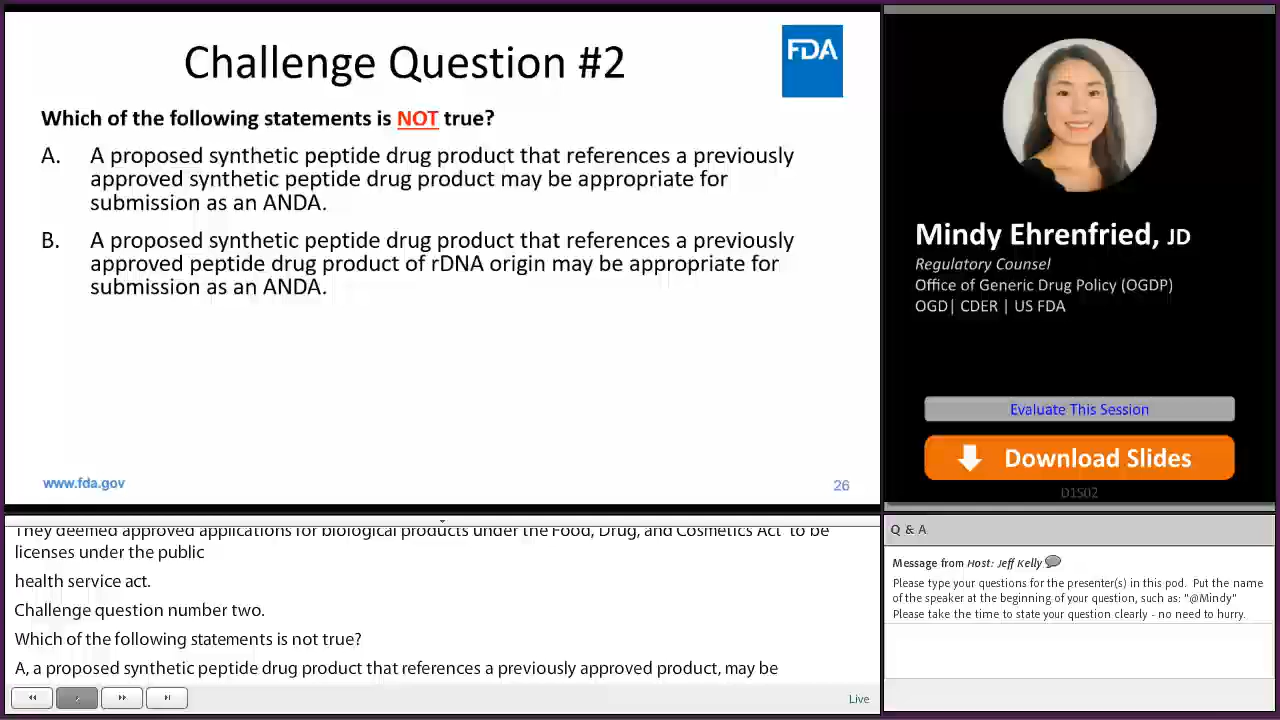 Challenge Question #2
FDA
Which of the following statements is NOT true?
A. A proposed synthetic peptide drug product that references a previously
approved synthetic peptide drug product may be appropriate for
submission as an ANDA.
B. A proposed synthetic peptide drug product that references a previously
approved peptide drug product of rDNA origin may be appropriate for
submission as an ANDA.
www.fda.gov
26
Mindy Ehrenfried, JD
Regulatory Counsel
Office of Generic Drug Policy (OGDP)
OGD| CDER | US FDA
Evaluate This Session
Download Slides
D1S02
They deemed approved applications for biological products under the Food, Drug, and Cosmetics Act to be
licenses under the public
health service act.
Challenge question number two.
Which of the following statements is not true?
A, a proposed synthetic peptide drug product that references a previously approved product, may be
Live
Q & A
Message from Host: Jeff Kelly
Please type your questions for the presenter(s) in this pod. Put the name
of the speaker at the beginning of your question, such as: "@Mindy"
Please take the time to state your question clearly - no need to hurry.